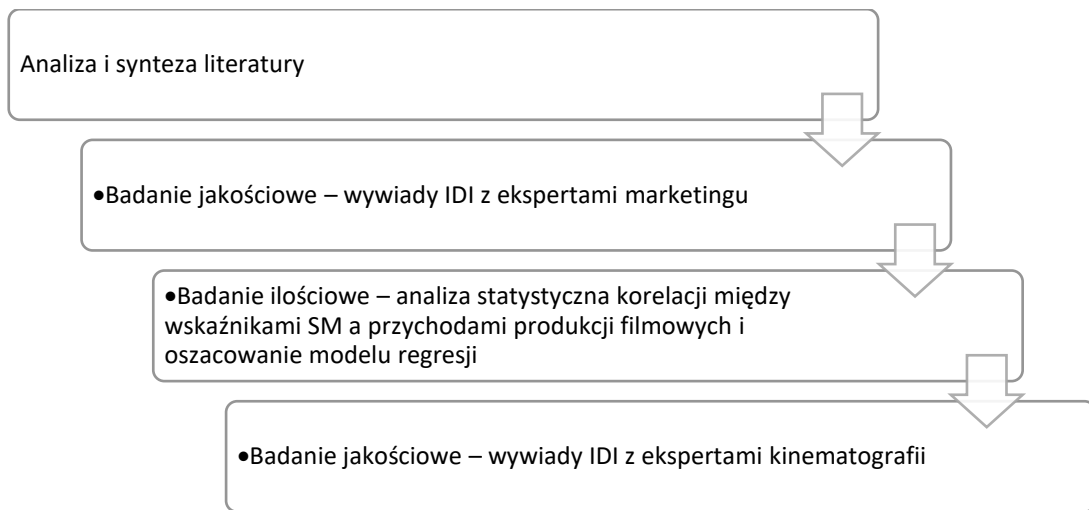 Analiza i synteza literatury
•Badanie jakościowe – wywiady IDI z ekspertami marketingu
•Badanie ilościowe – analiza statystyczna korelacji między
wskaźnikami SM a przychodami produkcji filmowych i
oszacowanie modelu regresji
•Badanie jakościowe – wywiady IDI z ekspertami kinematografii